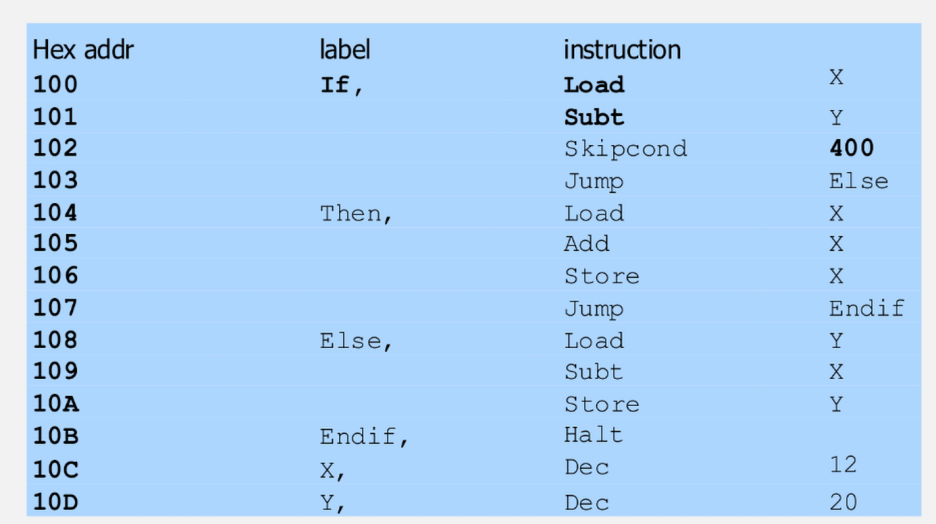 Hex addr label instruction
100 If, Load X
101 Subt Y
102 Skipcond 400
103 Jump Else
104 Then, Load X
105 Add X
106 Store X
107 Jump Endif
108 Else, Load Y
109 Subt X
10A Store Y
10B Endif, Halt
10C X, Dec 12
10D Y, Dec 20